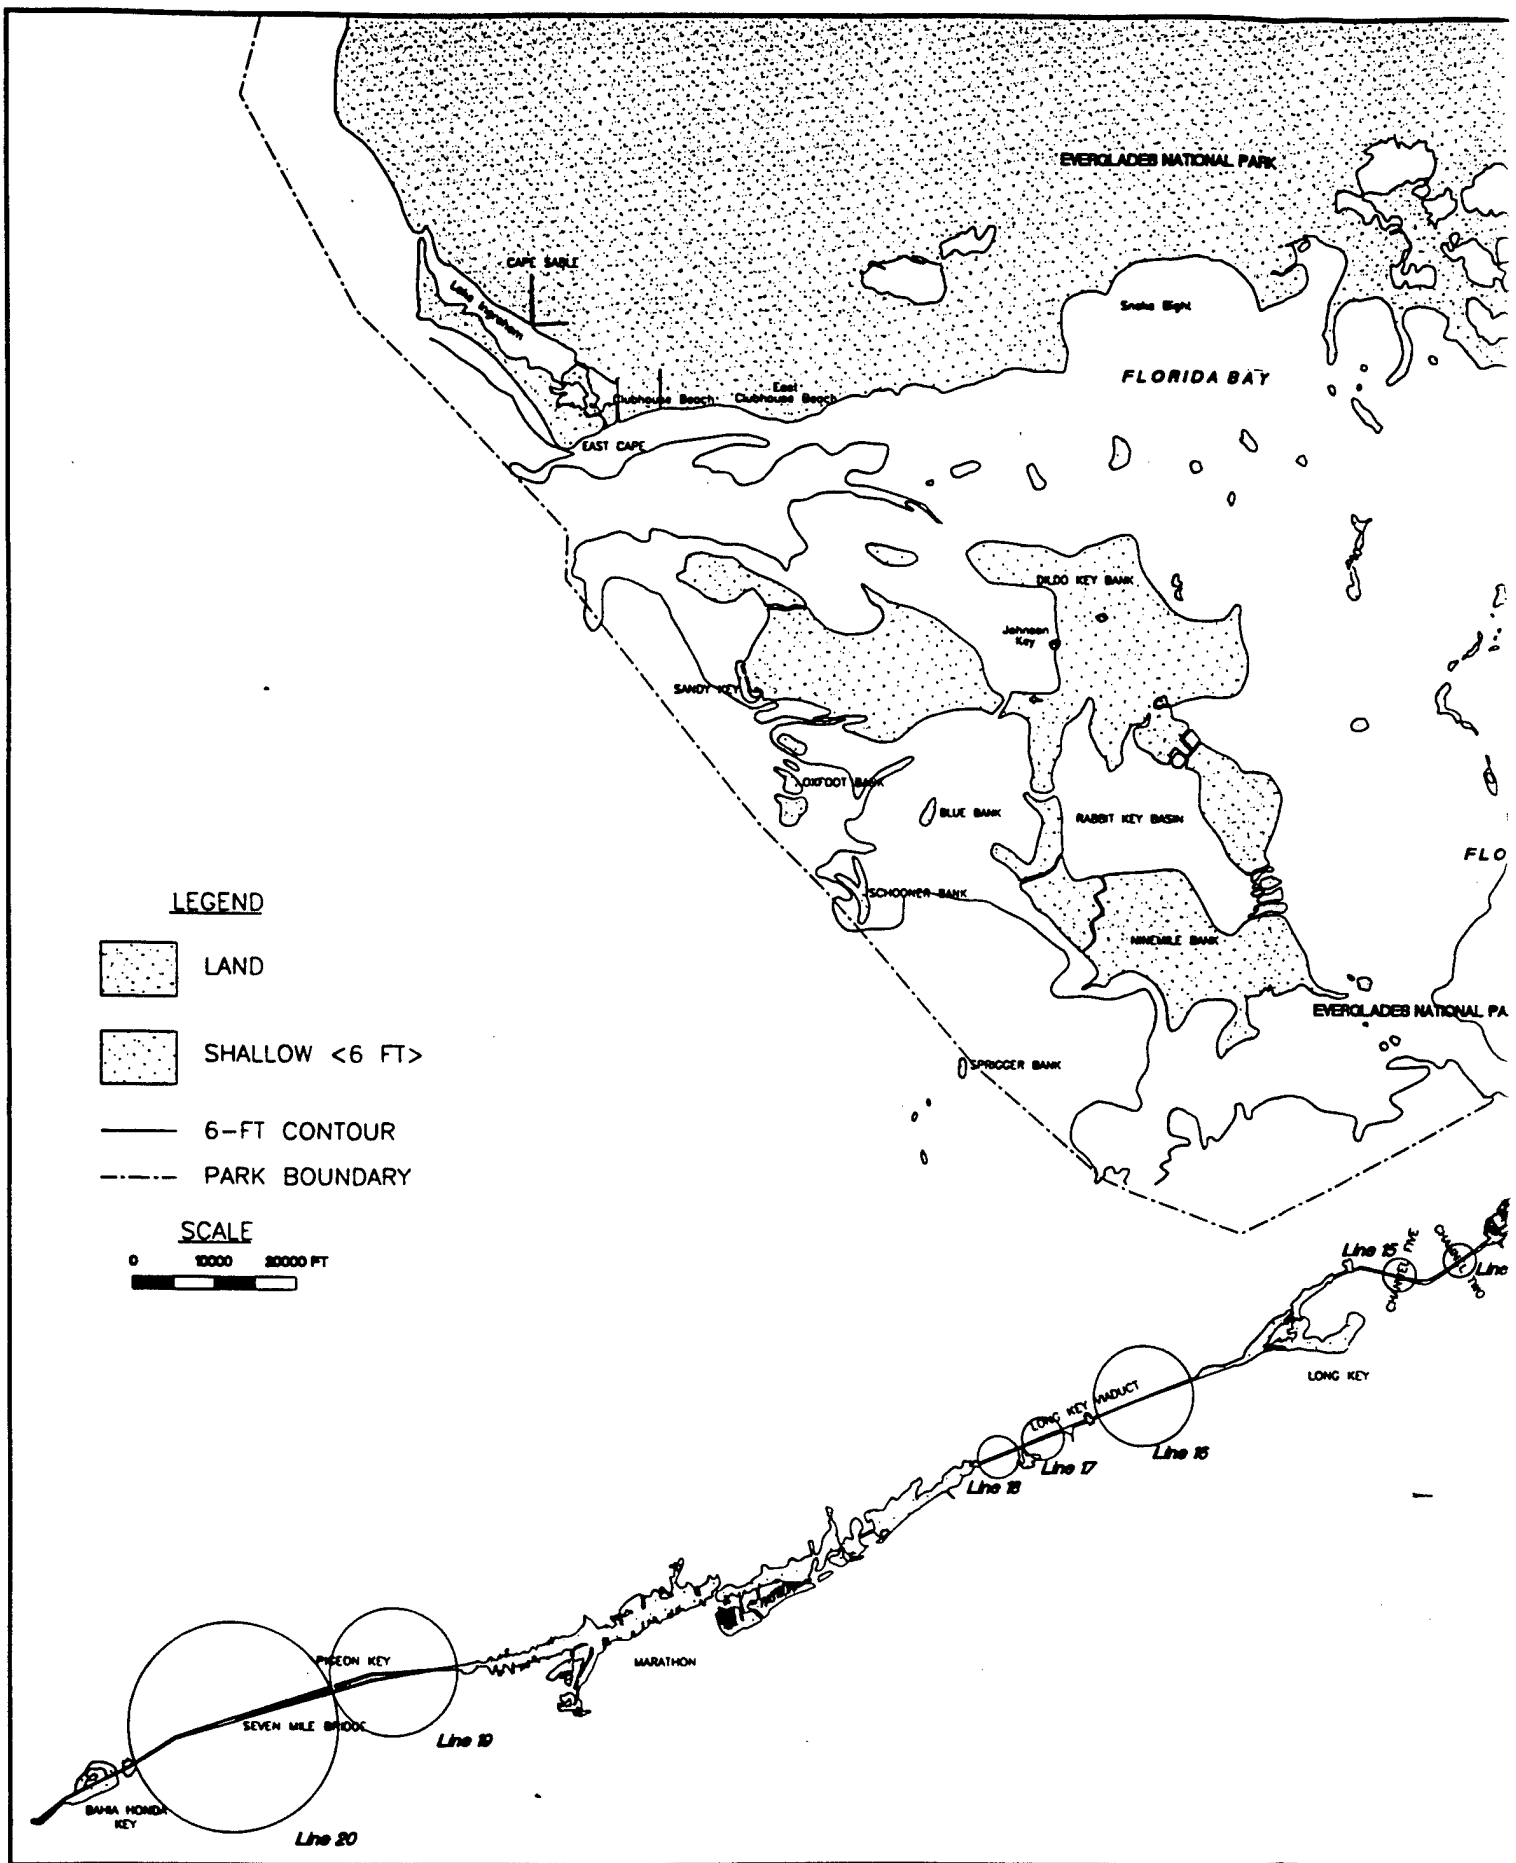 EVERGLADES NATIONAL PARK
CAPE SABLE
Lake Ingraham
Snake Bight
FLORIDA BAY
East
Clubhouse Beach
Clubhouse Beach
EAST CAPE
DILDO KEY BANK
Johnson
Key
SANDY KEY
OXFOOT BANK
BLUE BANK
RABBIT KEY BASIN
FLO
SCHOONER BANK
NINEMILE BANK
EVERGLADES NATIONAL PA
SPRIGGER BANK
LEGEND
LAND
SHALLOW <6 FT>
6-FT CONTOUR
PARK BOUNDARY
SCALE
0 10000 20000 FT
Line 15
CHANNEL FIVE
CHANNEL TWO
Line
LONG KEY
LONG KEY VIADUCT
Line 16
Line 17
Line 18
MARATHON
PIGEON KEY
SEVEN MILE BRIDGE
Line 19
BAHIA HONDA
KEY
Line 20